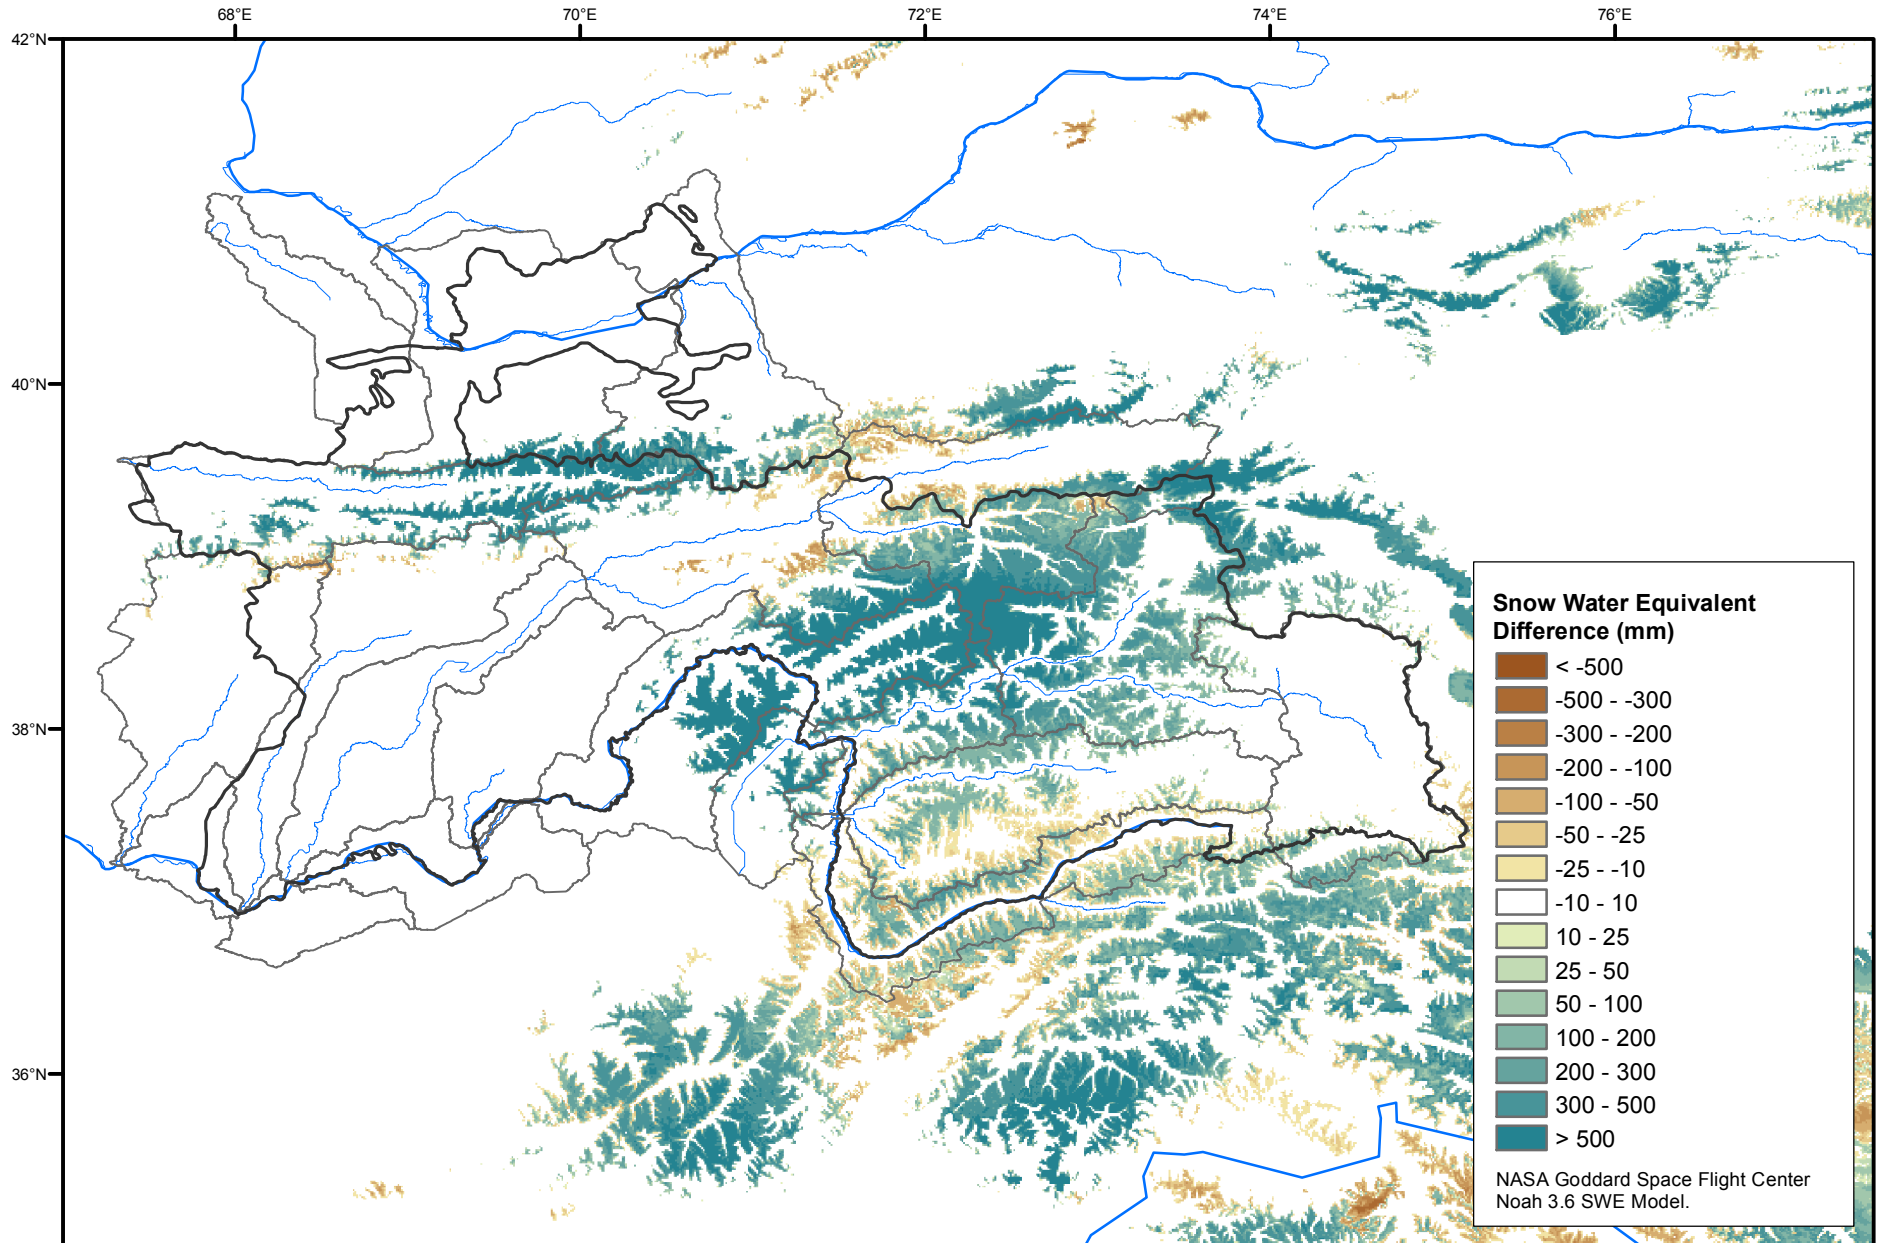 68°E 70°E 72°E 74°E 76°E
42°N
40°N
38°N
36°N
Snow Water Equivalent
Difference (mm)
< -500
-500 - -300
-300 - -200
-200 - -100
-100 - -50
-50 - -25
-25 - -10
-10 - 10
10 - 25
25 - 50
50 - 100
100 - 200
200 - 300
300 - 500
> 500
NASA Goddard Space Flight Center
Noah 3.6 SWE Model.